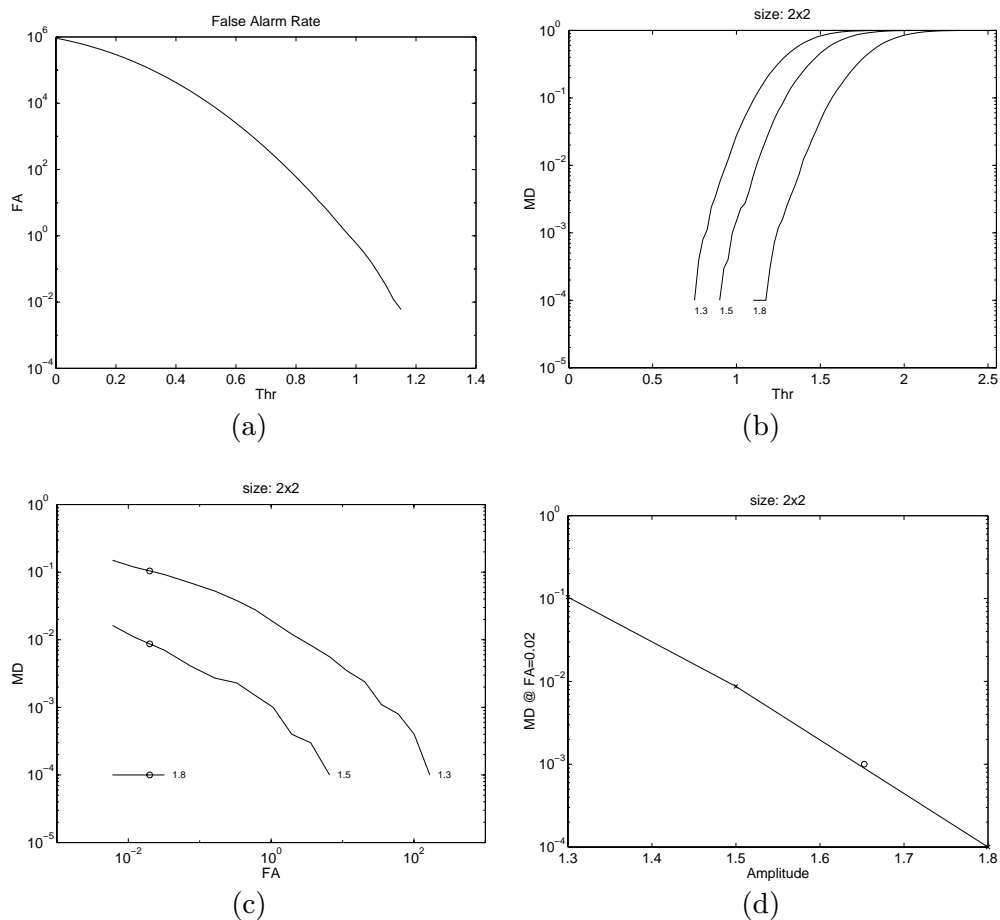 False Alarm Rate
10^6
10^4
10^2
10^0
10^-2
10^-4
FA
0 0.2 0.4 0.6 0.8 1 1.2 1.4
Thr
(a)
size: 2x2
10^0
10^-1
10^-2
10^-3
10^-4
10^-5
MD
1.3 1.5 1.8
0 0.5 1 1.5 2 2.5
Thr
(b)
size: 2x2
10^0
10^-1
10^-2
10^-3
10^-4
10^-5
MD
1.8 1.5 1.3
10^-2 10^0 10^2
FA
(c)
size: 2x2
10^0
10^-1
10^-2
10^-3
10^-4
MD @ FA=0.02
1.3 1.4 1.5 1.6 1.7 1.8
Amplitude
(d)